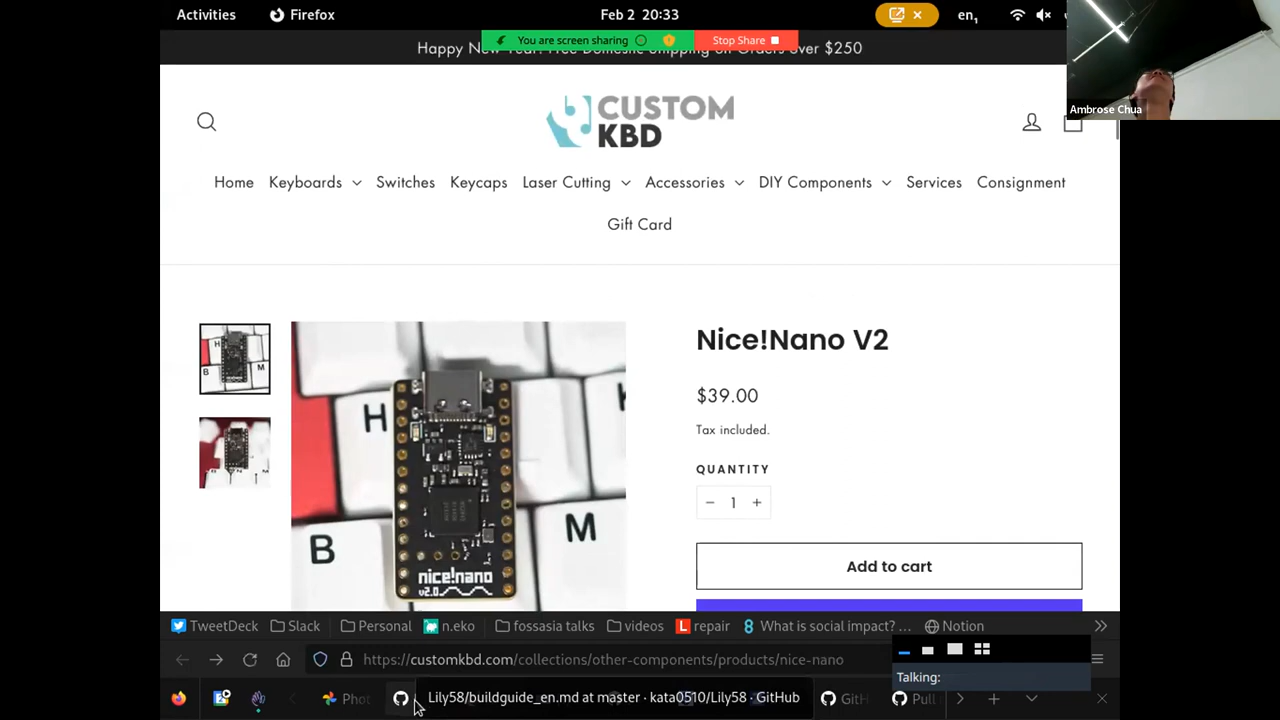 Activities
Firefox
Feb 2 20:33
en1
You are screen sharing
Stop Share
Happy New Year! Free Domestic Shipping on Orders over $250
Ambrose Chua
CUSTOM
KBD
Home
Keyboards
Switches
Keycaps
Laser Cutting
Accessories
DIY Components
Services
Consignment
Gift Card
Nice!Nano V2
$39.00
Tax included.
QUANTITY
− 1 +
Add to cart
H
B
M
H
B
M
nice!nano
v2.0
TweetDeck
Slack
Personal
n.eko
fossasia talks
videos
repair
What is social impact? ...
Notion
https://customkbd.com/collections/other-components/products/nice-nano
Talking:
Phot
Lily58/buildguide_en.md at master · kata0510/Lily58 · GitHub
GitH
Pull